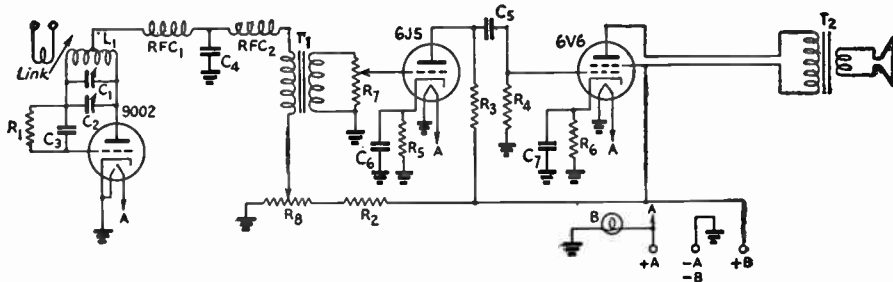 Link
L1
RFC1
C4
RFC2
T1
R7
6J5
C5
6V6
T2
C1
C2
9002
R1
C3
A
C6
R5
A
R3
R4
C7
R6
A
R8
R2
B
A
+A
-A
-B
+B